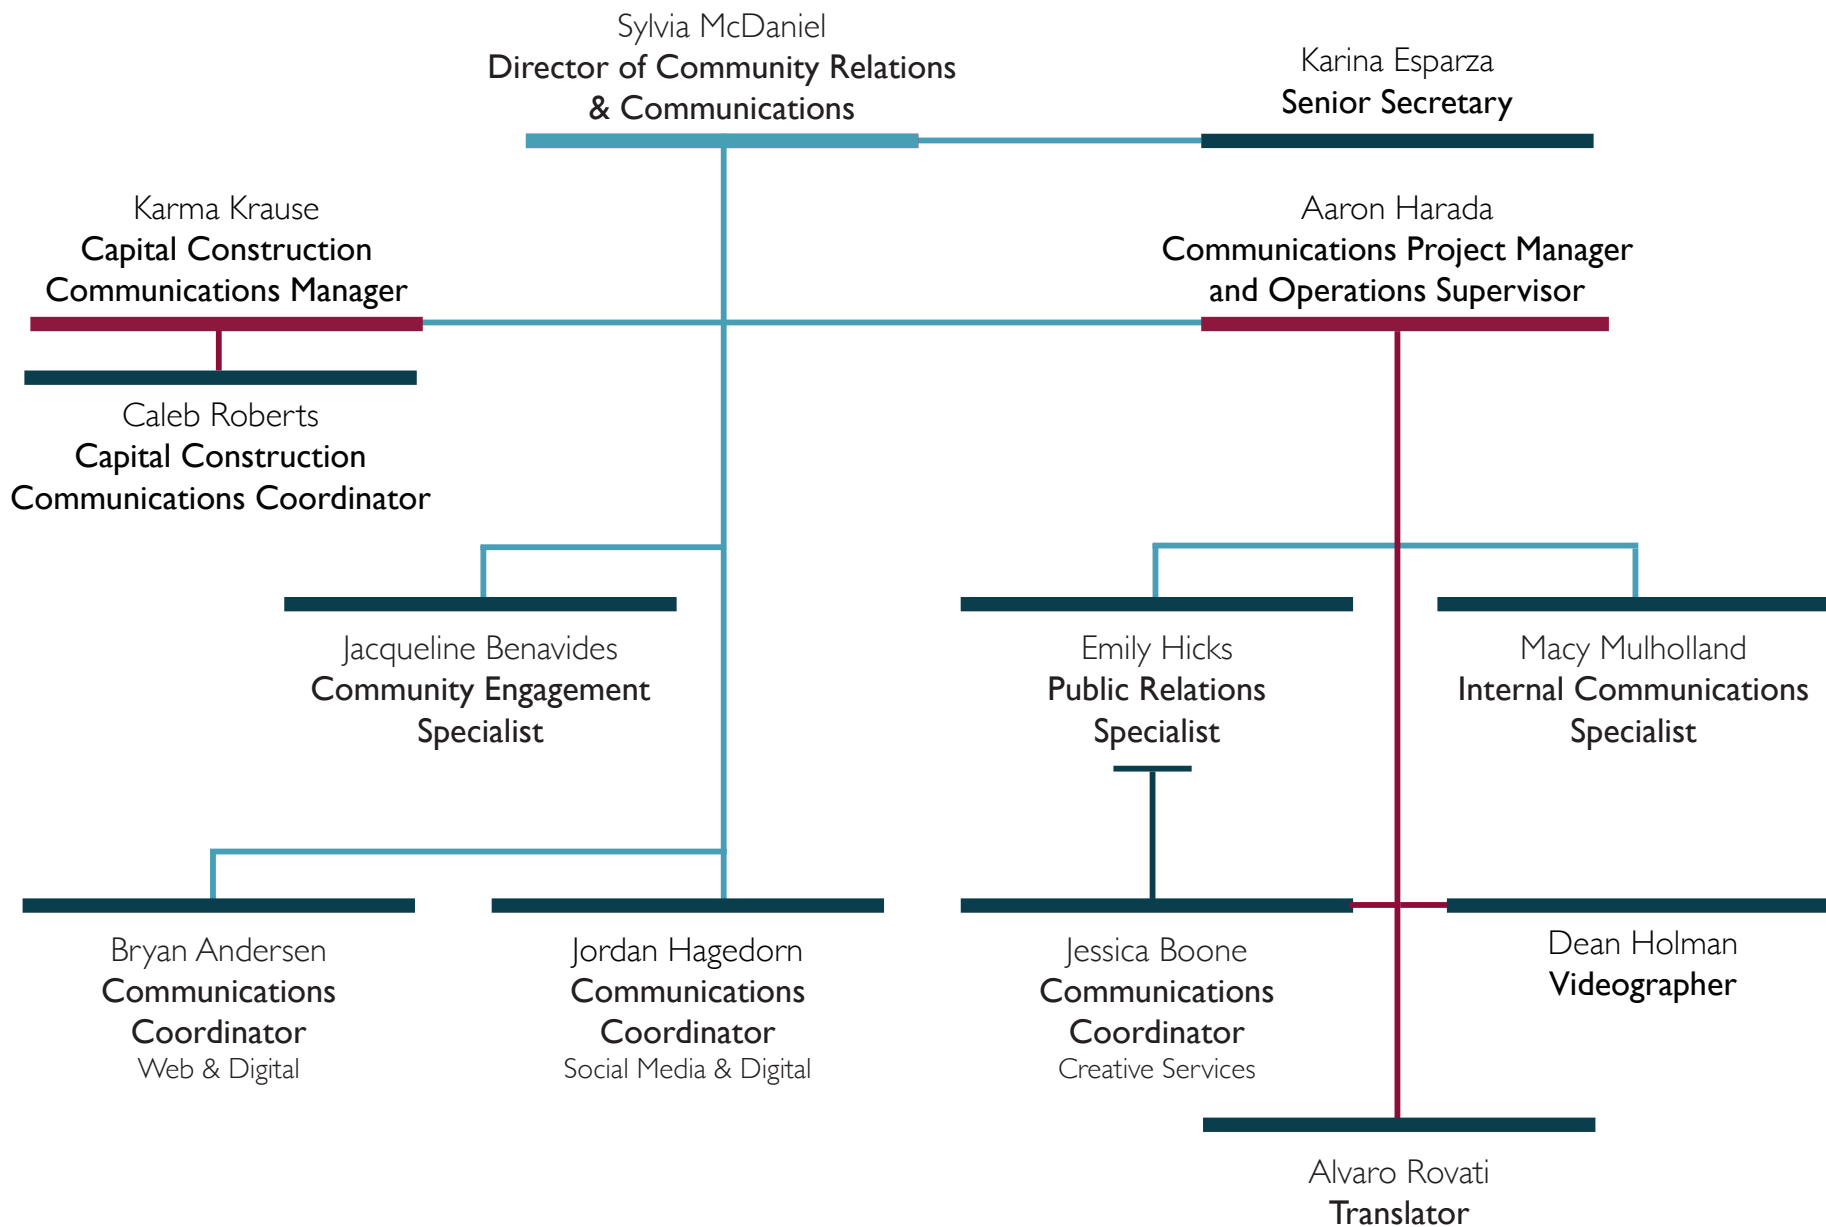 Sylvia McDaniel
Director of Community Relations
& Communications
Karina Esparza
Senior Secretary
Karma Krause
Capital Construction
Communications Manager
Aaron Harada
Communications Project Manager
and Operations Supervisor
Caleb Roberts
Capital Construction
Communications Coordinator
Jacqueline Benavides
Community Engagement
Specialist
Emily Hicks
Public Relations
Specialist
Macy Mulholland
Internal Communications
Specialist
Bryan Andersen
Communications
Coordinator
Web & Digital
Jordan Hagedorn
Communications
Coordinator
Social Media & Digital
Jessica Boone
Communications
Coordinator
Creative Services
Dean Holman
Videographer
Alvaro Rovati
Translator